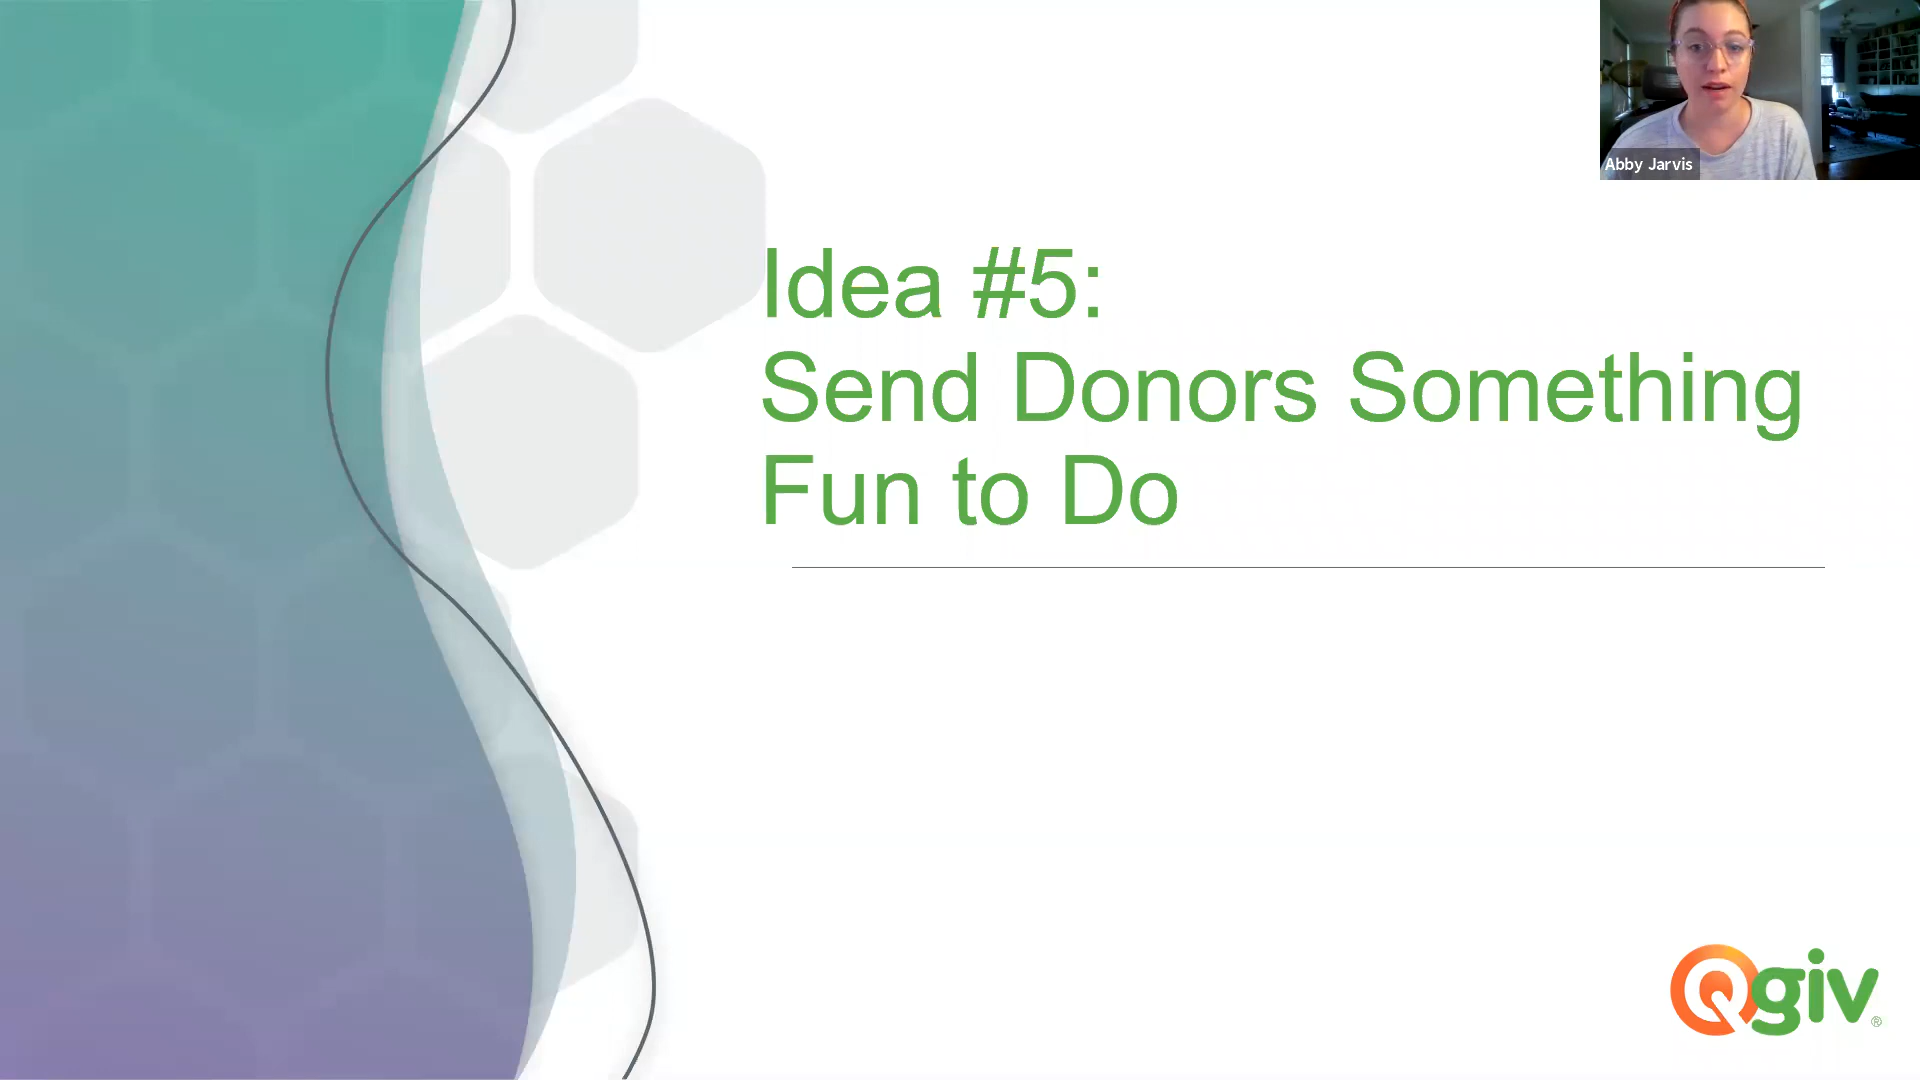 Abby Jarvis
Idea #5:
Send Donors Something
Fun to Do
Qgiv®